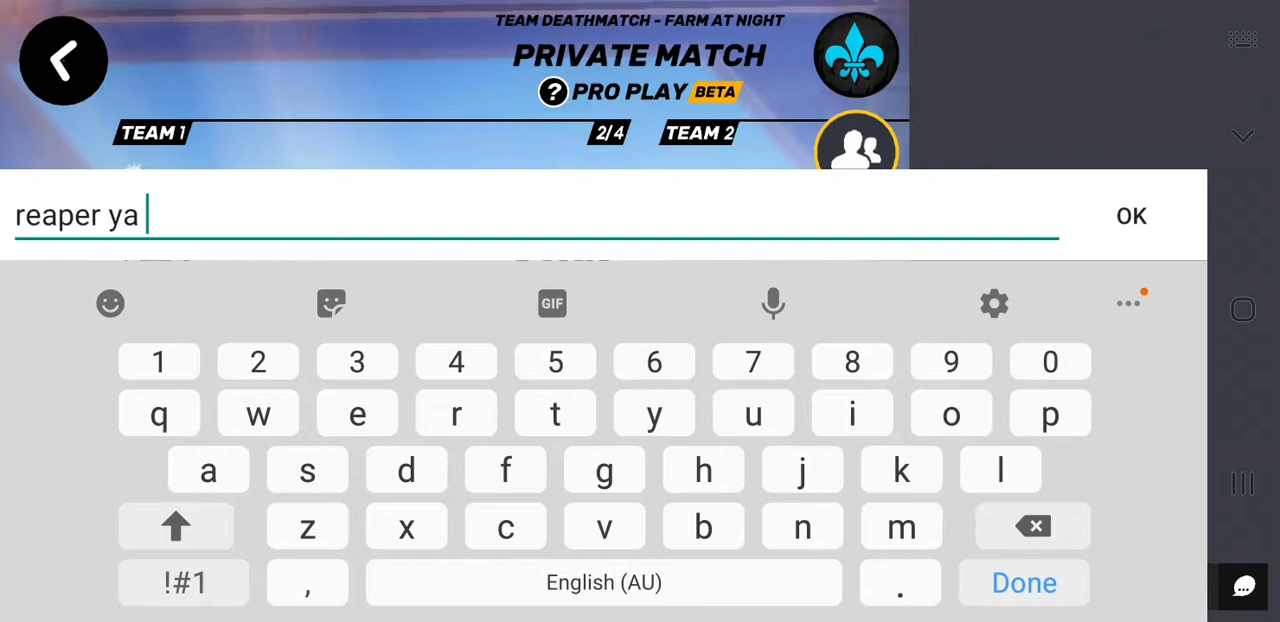 TEAM DEATHMATCH - FARM AT NIGHT
PRIVATE MATCH
? PRO PLAY BETA
TEAM 1 2/4 TEAM 2
reaper ya
OK
GIF
1 2 3 4 5 6 7 8 9 0
q w e r t y u i o p
a s d f g h j k l
z x c v b n m
!#1 , English (AU) . Done